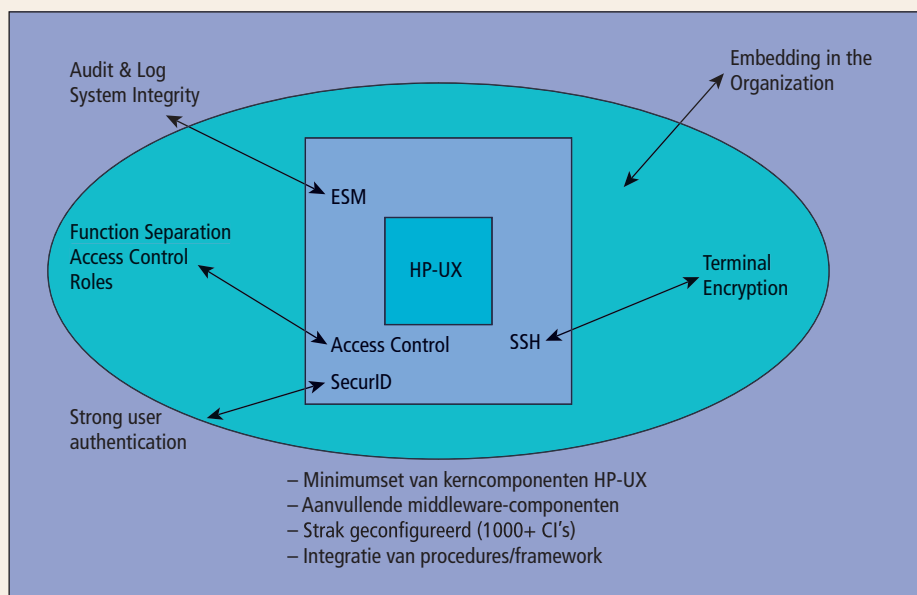 Audit & Log
System Integrity
Embedding in the
Organization
ESM
Function Separation
Access Control
Roles
HP-UX
Terminal
Encryption
Access Control
SSH
SecurID
Strong user
authentication
– Minimumset van kerncomponenten HP-UX
– Aanvullende middleware-componenten
– Strak geconfigureerd (1000+ CI's)
– Integratie van procedures/framework